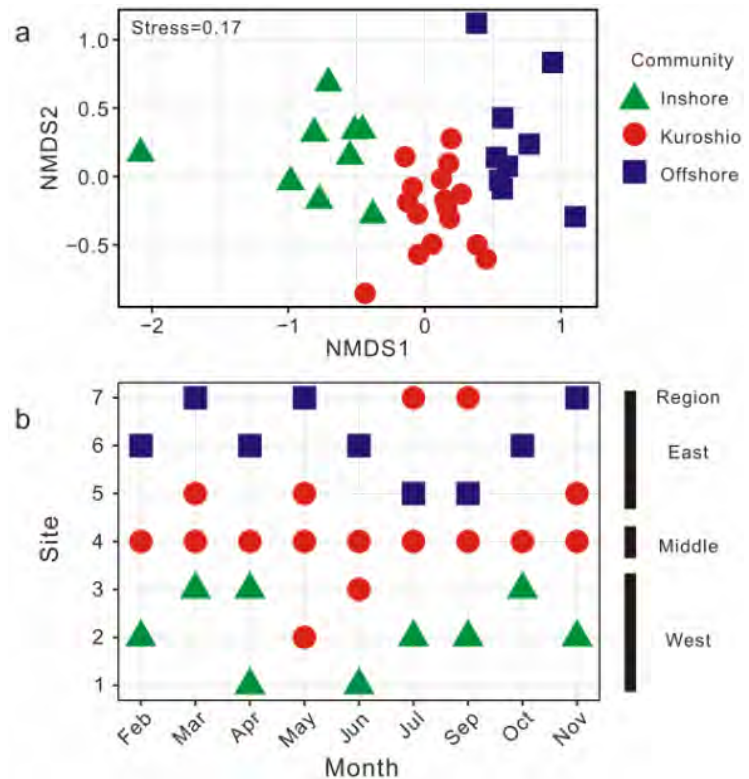 a
Stress=0.17
1.0
0.5
0.0
−0.5
NMDS2
−2
−1
0
1
NMDS1
Community
Inshore
Kuroshio
Offshore
b
7
6
5
4
3
2
1
Site
Feb
Mar
Apr
May
Jun
Jul
Sep
Oct
Nov
Month
Region
East
Middle
West